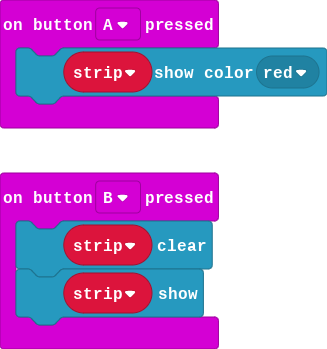 on button A pressed
strip show color red
on button B pressed
strip clear
strip show